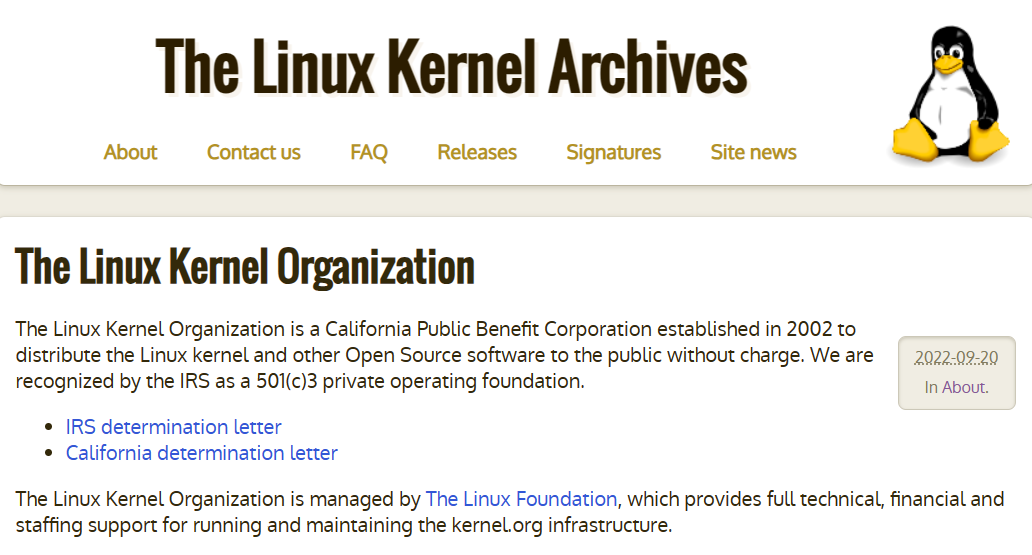 The Linux Kernel Archives
About Contact us FAQ Releases Signatures Site news
The Linux Kernel Organization
The Linux Kernel Organization is a California Public Benefit Corporation established in 2002 to
distribute the Linux kernel and other Open Source software to the public without charge. We are
recognized by the IRS as a 501(c)3 private operating foundation.
2022-09-20
In About.
IRS determination letter
California determination letter
The Linux Kernel Organization is managed by The Linux Foundation, which provides full technical, financial and
staffing support for running and maintaining the kernel.org infrastructure.